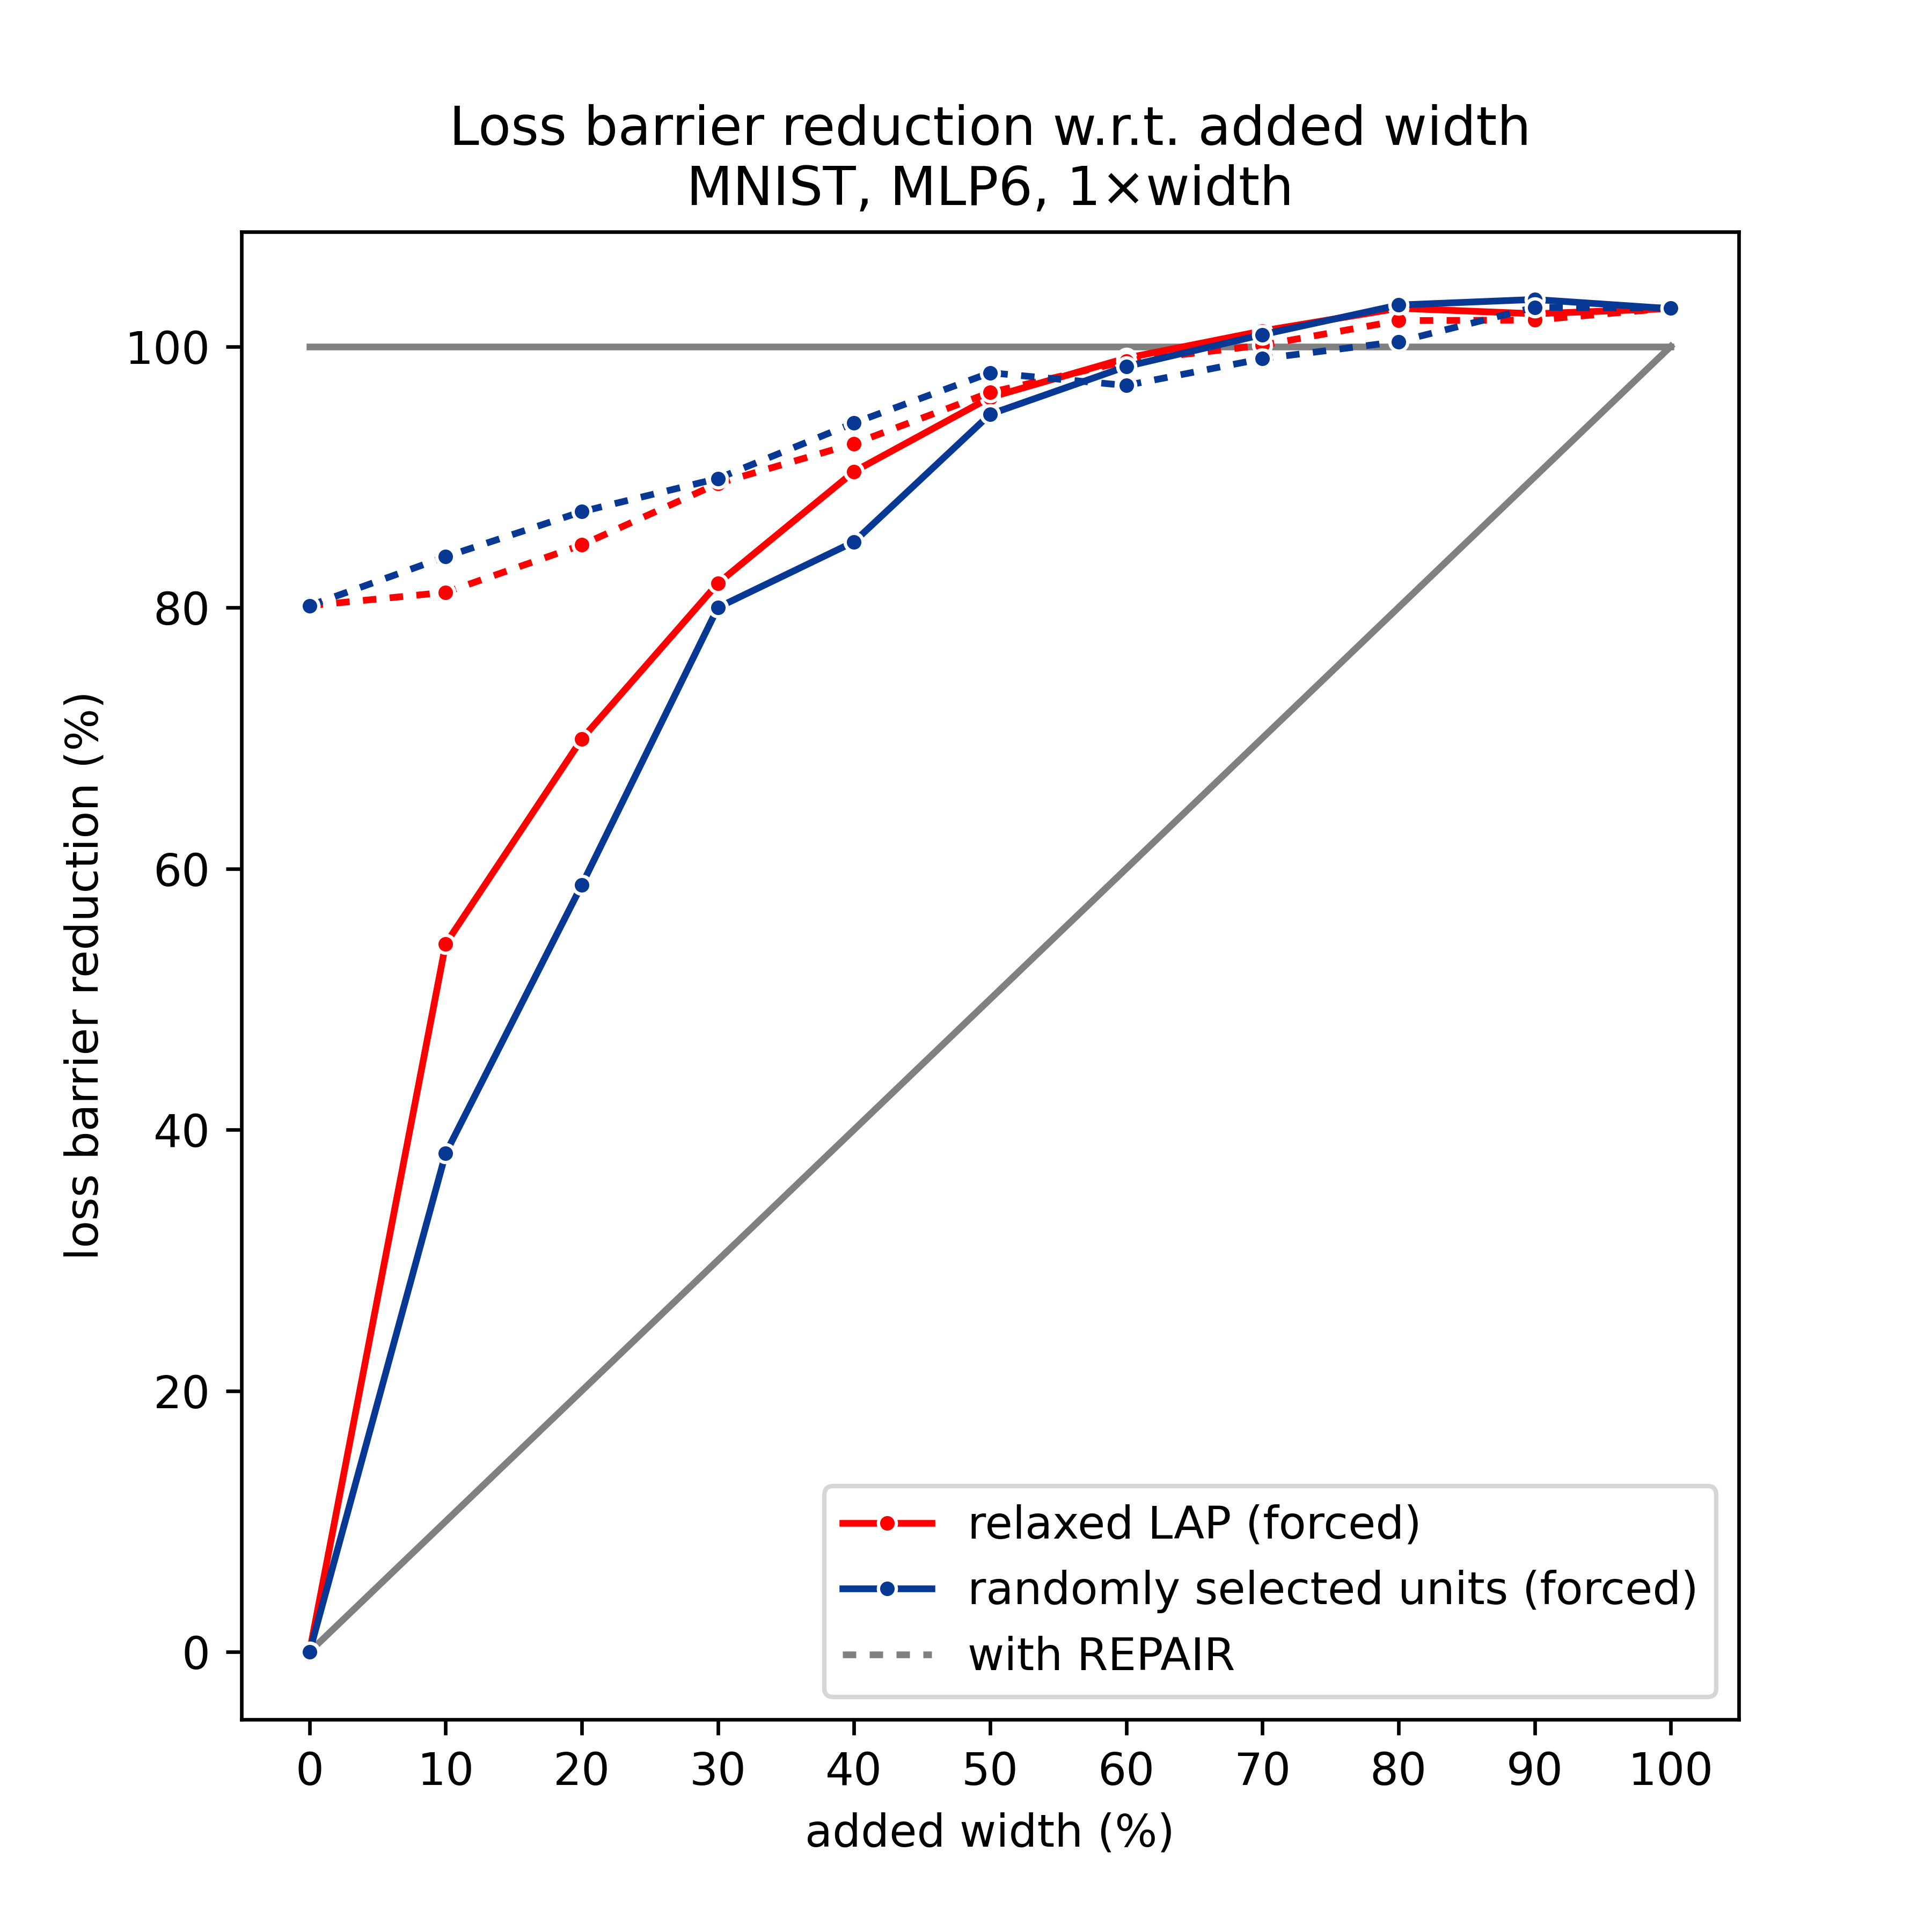 Loss barrier reduction w.r.t. added width
MNIST, MLP6, 1×width
loss barrier reduction (%)
100
80
60
40
20
0
relaxed LAP (forced)
randomly selected units (forced)
with REPAIR
0 10 20 30 40 50 60 70 80 90 100
added width (%)